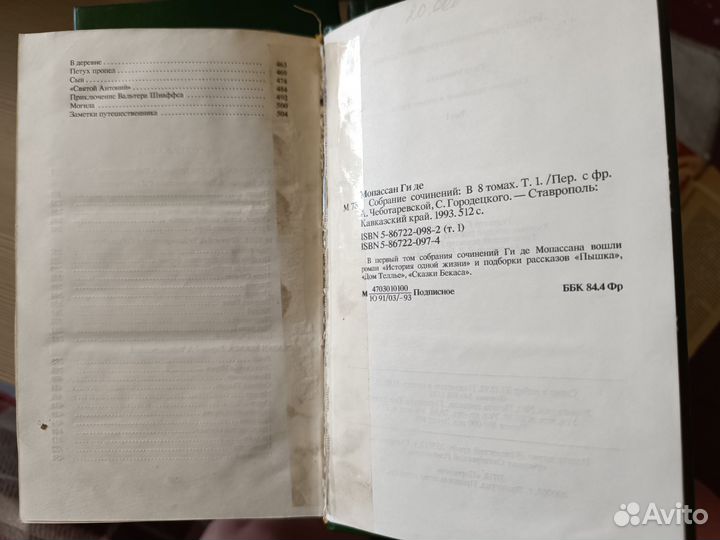 В деревне 463
Петух пропел 469
Сын 474
«Святой Антоний» 484
Приключение Вальтера Шнаффса 492
Могила 500
Заметки путешественника 504
Мопассан Ги де
М 75 Собрание сочинений: В 8 томах. Т. 1. /Пер. с фр.
А. Чеботаревской, С. Городецкого. — Ставрополь:
Кавказский край. 1993. 512 с.
ISBN 5-86722-098-2 (т. 1)
ISBN 5-86722-097-4
В первый том собрания сочинений Ги де Мопассана вошли
роман «История одной жизни» и подборки рассказов «Пышка»,
«Дом Теллье», «Сказки Бекаса».
М 4703010100 Подписное ББК 84.4 Фр
Ю 91/03/–93
Avito